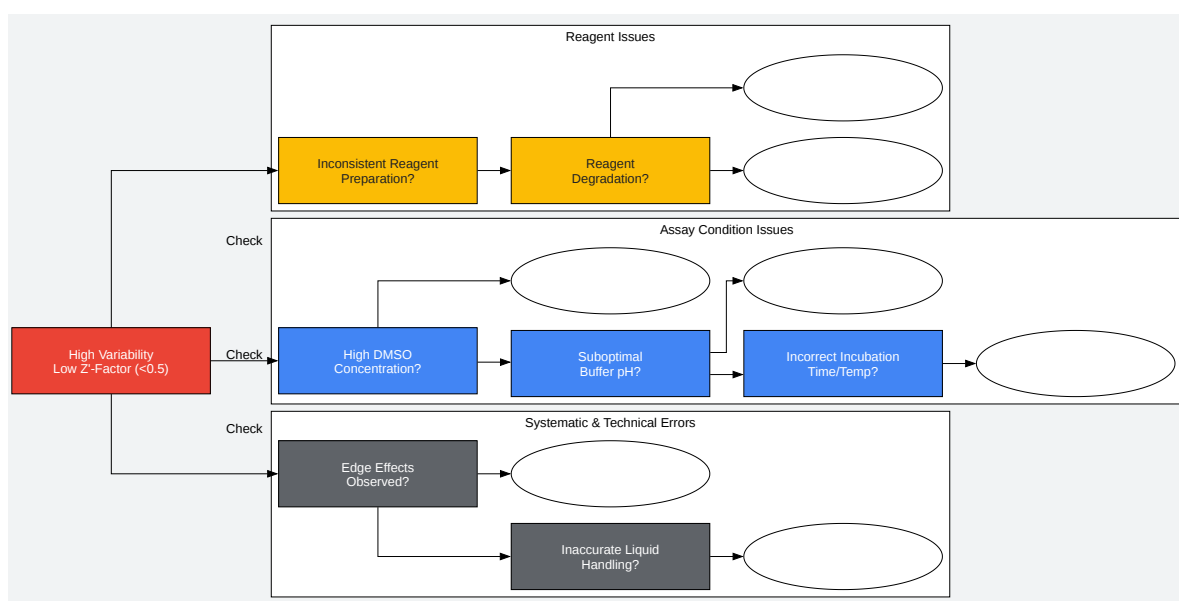 Reagent Issues
Inconsistent Reagent
Preparation?
Reagent
Degradation?
Check
Assay Condition Issues
High Variability
Low Z'-Factor (<0.5)
Check
High DMSO
Concentration?
Suboptimal
Buffer pH?
Incorrect Incubation
Time/Temp?
Check
Systematic & Technical Errors
Edge Effects
Observed?
Inaccurate Liquid
Handling?